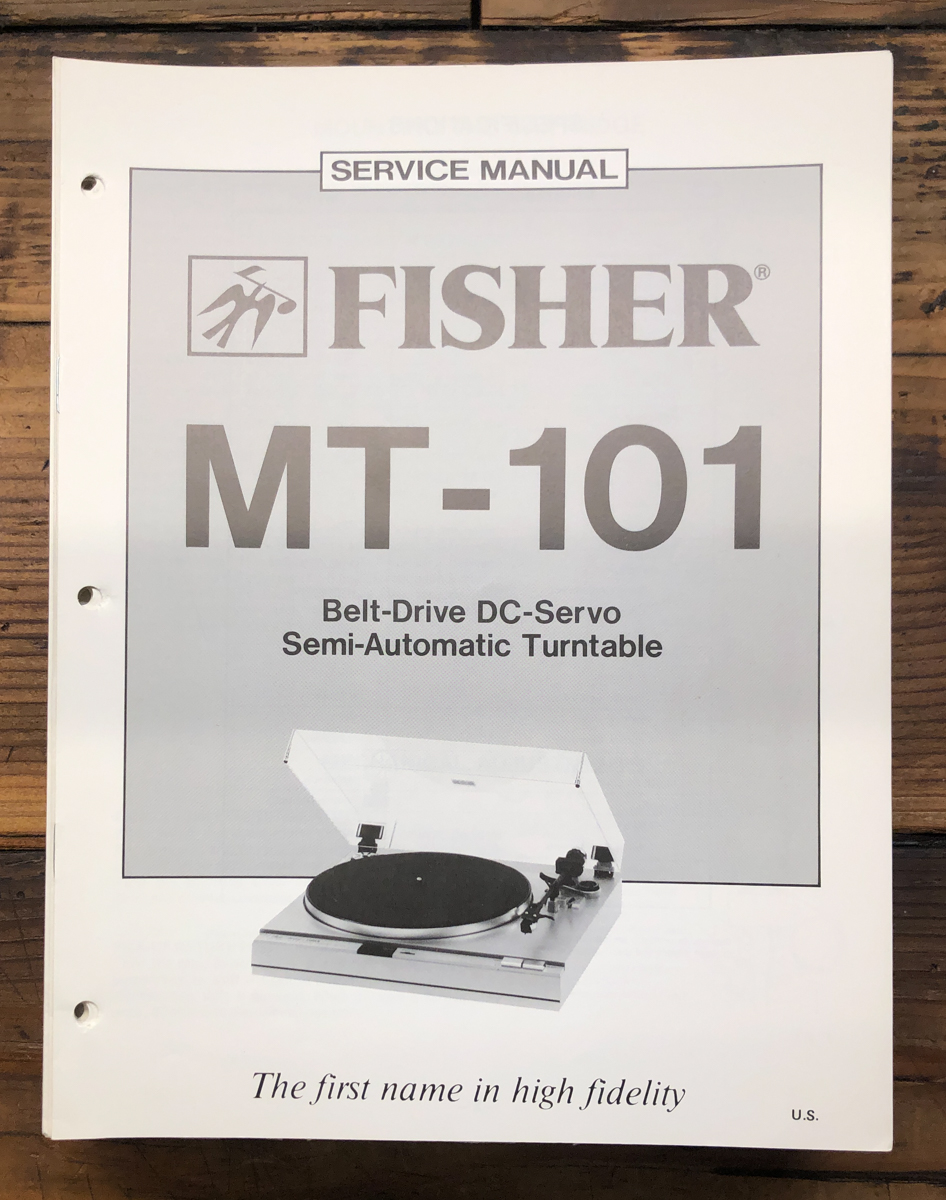 SERVICE MANUAL
FISHER®
MT-101
Belt-Drive DC-Servo
Semi-Automatic Turntable
The first name in high fidelity
U.S.